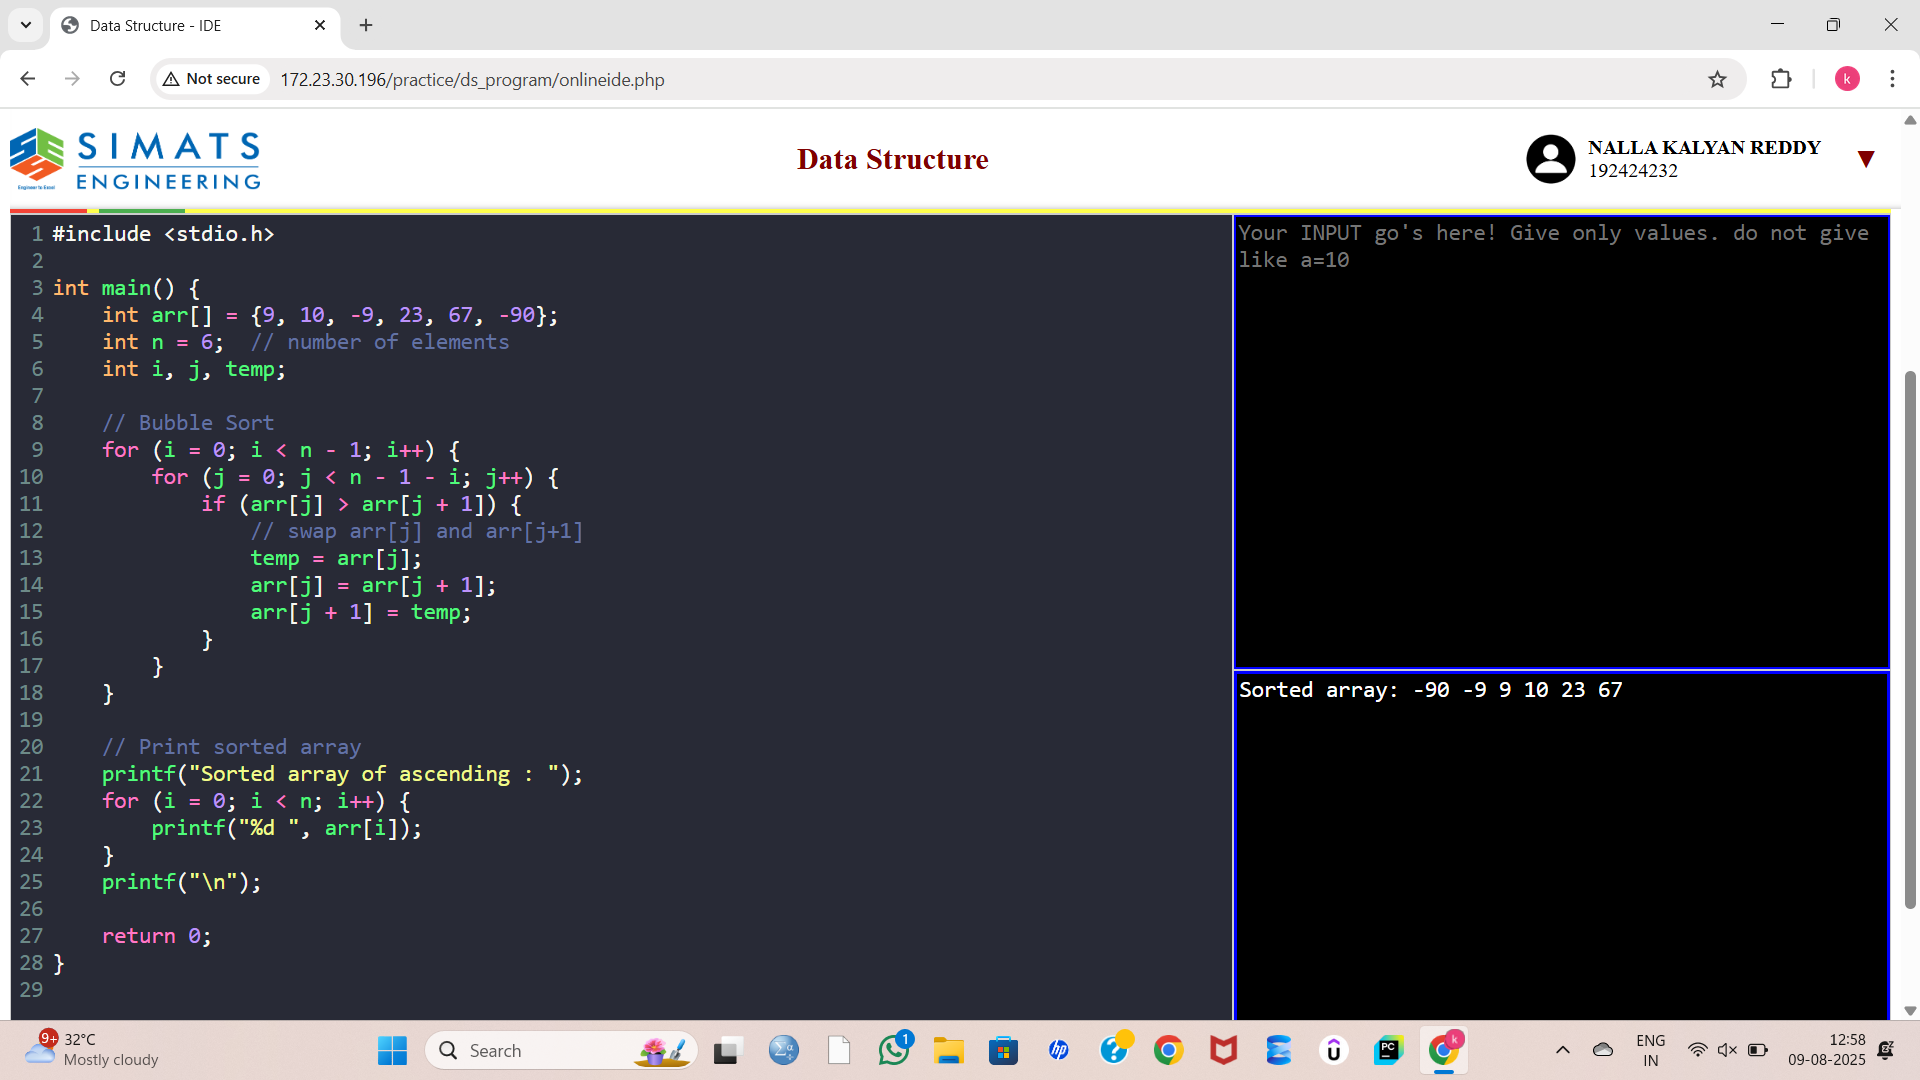 Data Structure - IDE
Not secure
172.23.30.196/practice/ds_program/onlineide.php
k
SIMATS
ENGINEERING
Engineer to Excel
Data Structure
NALLA KALYAN REDDY
192424232
1 #include <stdio.h>
2
3 int main() {
4     int arr[] = {9, 10, -9, 23, 67, -90};
5     int n = 6;  // number of elements
6     int i, j, temp;
7
8     // Bubble Sort
9     for (i = 0; i < n - 1; i++) {
10         for (j = 0; j < n - 1 - i; j++) {
11             if (arr[j] > arr[j + 1]) {
12                 // swap arr[j] and arr[j+1]
13                 temp = arr[j];
14                 arr[j] = arr[j + 1];
15                 arr[j + 1] = temp;
16             }
17         }
18     }
19
20     // Print sorted array
21     printf("Sorted array of ascending : ");
22     for (i = 0; i < n; i++) {
23         printf("%d ", arr[i]);
24     }
25     printf("\n");
26
27     return 0;
28 }
29
Your INPUT go's here! Give only values. do not give
like a=10
Sorted array: -90 -9 9 10 23 67
9+
32°C
Mostly cloudy
Search
1
hp
PC
k
ENG
IN
12:58
09-08-2025